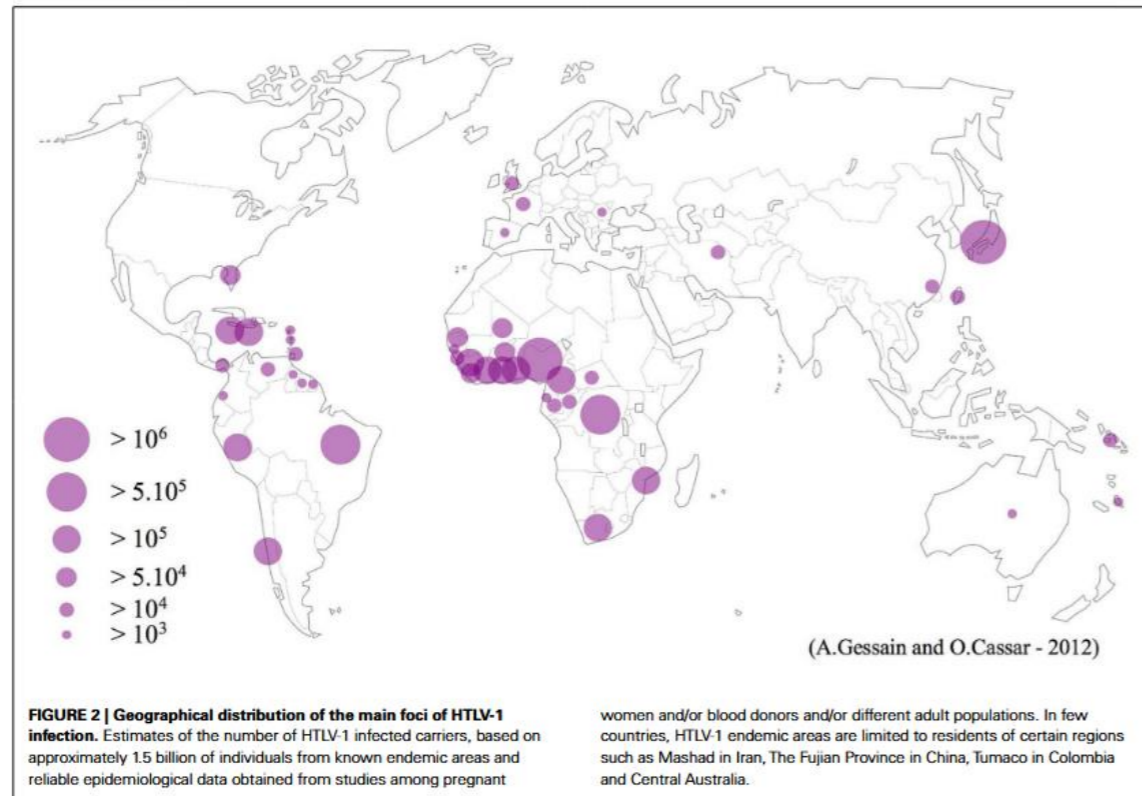 > 10⁶
> 5.10⁵
> 10⁵
> 5.10⁴
> 10⁴
> 10³
(A.Gessain and O.Cassar - 2012)
FIGURE 2 | Geographical distribution of the main foci of HTLV-1
infection. Estimates of the number of HTLV-1 infected carriers, based on
approximately 1.5 billion of individuals from known endemic areas and
reliable epidemiological data obtained from studies among pregnant
women and/or blood donors and/or different adult populations. In few
countries, HTLV-1 endemic areas are limited to residents of certain regions
such as Mashad in Iran, The Fujian Province in China, Tumaco in Colombia
and Central Australia.